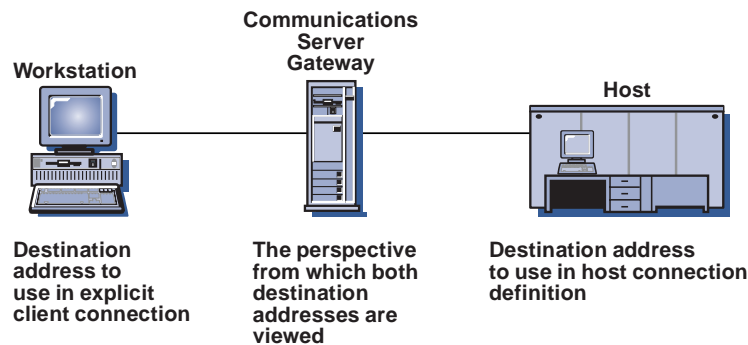 Communications
Server
Gateway
Workstation
Host
Destination
address to
use in explicit
client connection
The perspective
from which both
destination
addresses are
viewed
Destination address
to use in host connection
definition